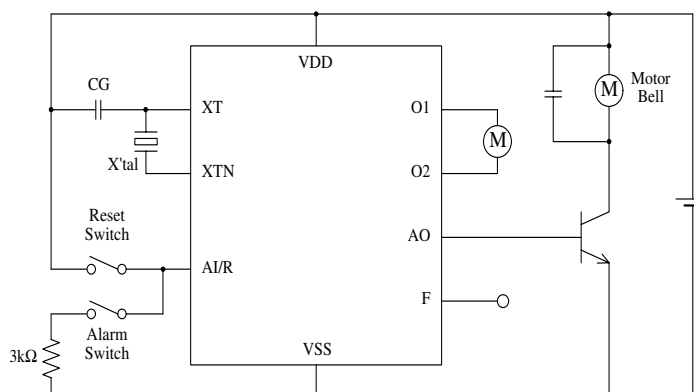 VDD
CG
XT
X'tal
XTN
Reset
Switch
AI/R
Alarm
Switch
3kΩ
VSS
O1
M
O2
AO
F
M
Motor
Bell